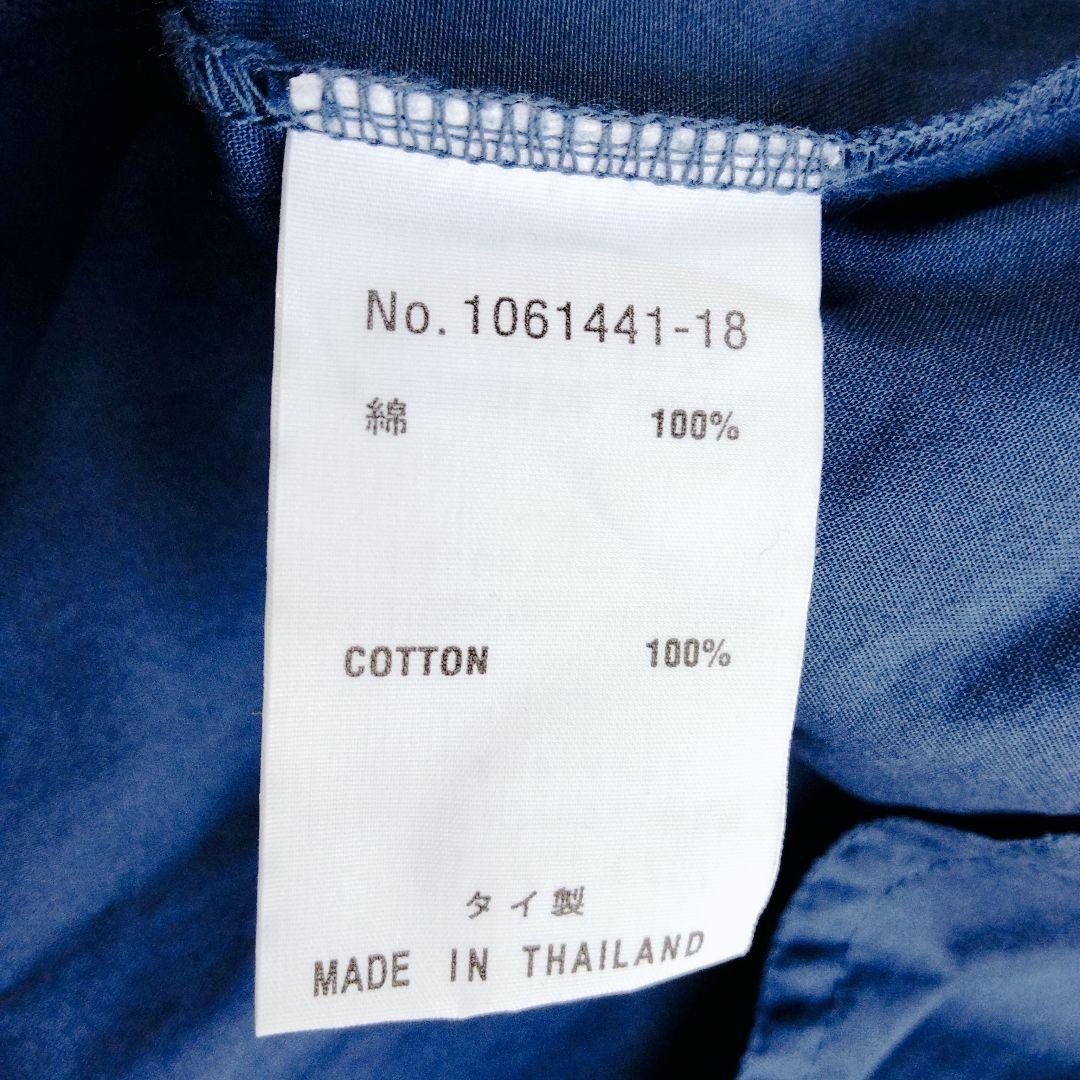 No. 1061441-18
綿 100%
COTTON 100%
タイ製
MADE IN THAILAND